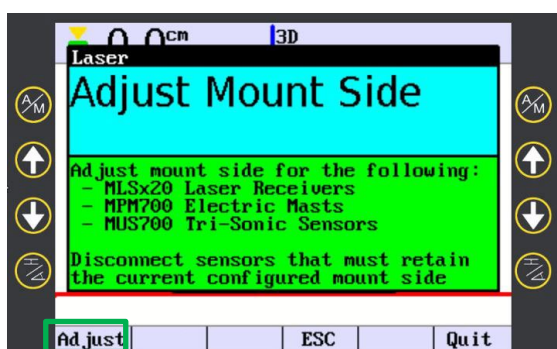 0.0cm 3D
Laser
Adjust Mount Side
Adjust mount side for the following:
- MLSx20 Laser Receivers
- MPM700 Electric Masts
- MUS700 Tri-Sonic Sensors
Disconnect sensors that must retain
the current configured mount side
A/M A/M
Adjust ESC Quit